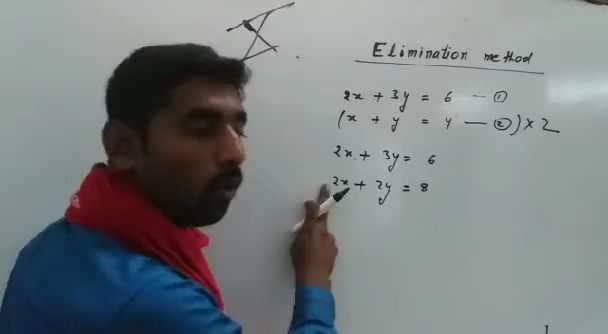 Elimination method
2x + 3y = 6 — ①
(x + y = 4 — ②) × 2
2x + 3y = 6
2x + 2y = 8